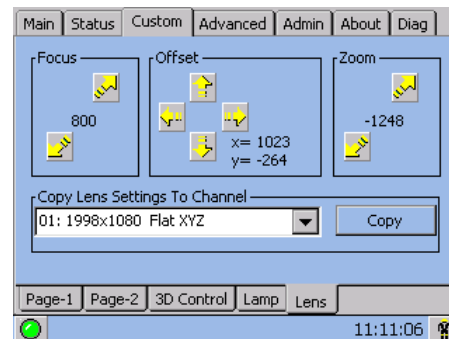 Main Status Custom Advanced Admin About Diag
Focus Offset Zoom
800 -1248
x= 1023
y= -264
Copy Lens Settings To Channel
01: 1998x1080 Flat XYZ Copy
Page-1 Page-2 3D Control Lamp Lens
11:11:06